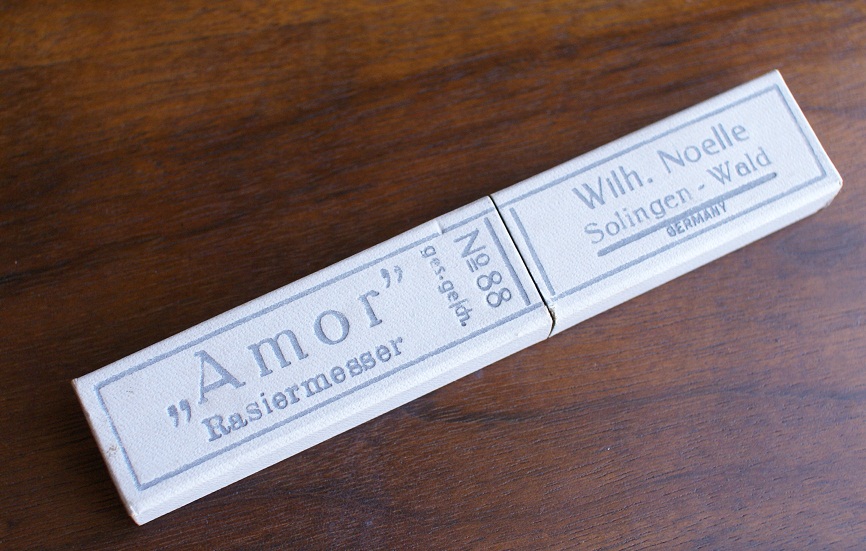 „Amor”
Rasiermesser
ges. gesch.
№ 88
Wilh. Noelle
Solingen - Wald
GERMANY